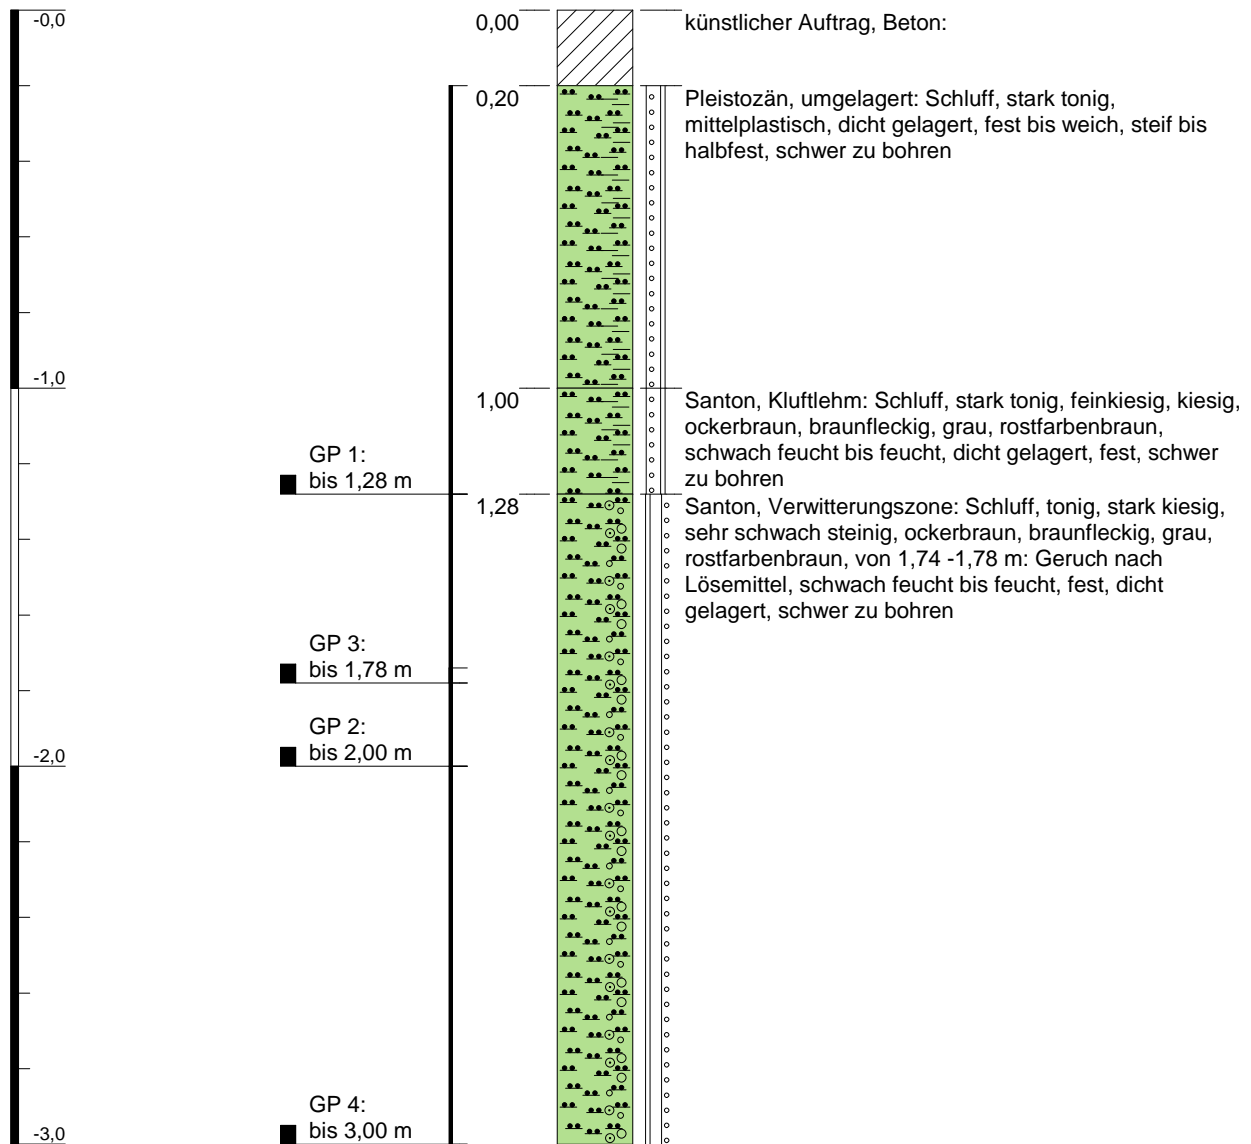 -0,0
0,00
künstlicher Auftrag, Beton:
0,20
Pleistozän, umgelagert: Schluff, stark tonig,
mittelplastisch, dicht gelagert, fest bis weich, steif bis
halbfest, schwer zu bohren
-1,0
1,00
Santon, Kluftlehm: Schluff, stark tonig, feinkiesig, kiesig,
ockerbraun, braunfleckig, grau, rostfarbenbraun,
schwach feucht bis feucht, dicht gelagert, fest, schwer
zu bohren
GP 1:
bis 1,28 m
1,28
Santon, Verwitterungszone: Schluff, tonig, stark kiesig,
sehr schwach steinig, ockerbraun, braunfleckig, grau,
rostfarbenbraun, von 1,74 -1,78 m: Geruch nach
Lösemittel, schwach feucht bis feucht, fest, dicht
gelagert, schwer zu bohren
GP 3:
bis 1,78 m
GP 2:
bis 2,00 m
-2,0
GP 4:
bis 3,00 m
-3,0